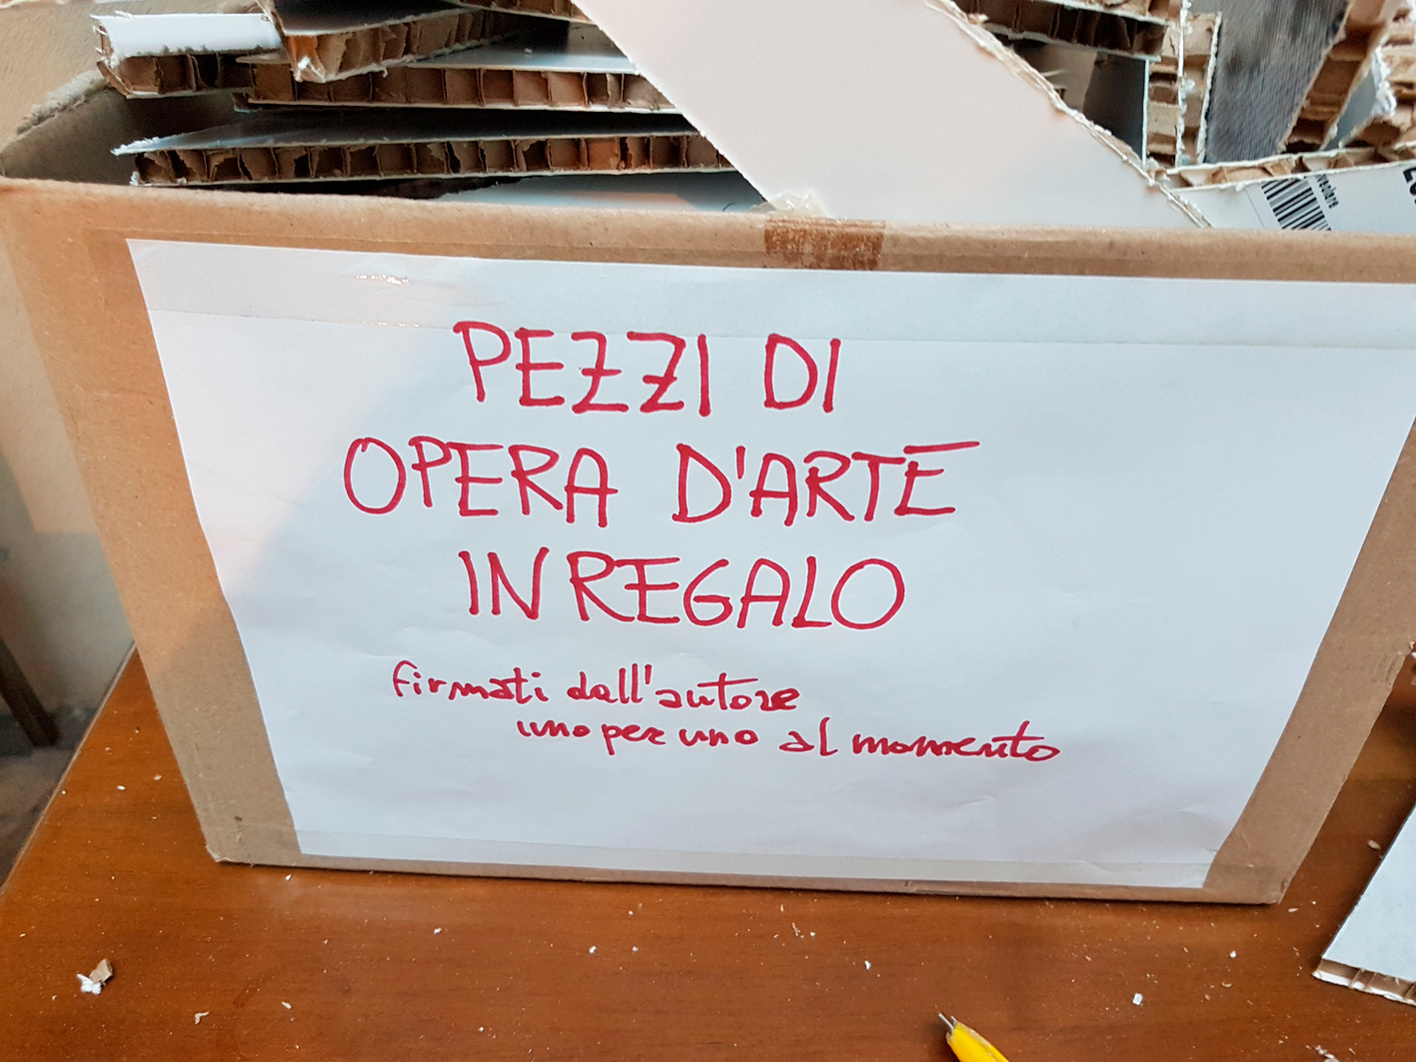 PEZZI DI
OPERA D'ARTE
IN REGALO
firmati dall'autore
uno per uno al momento